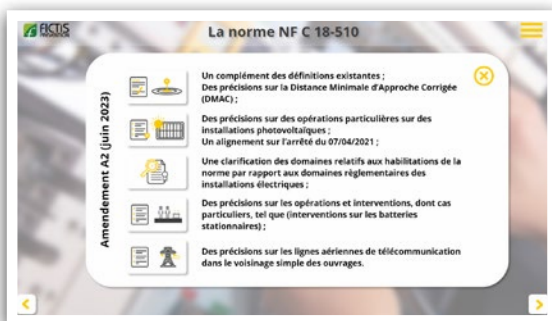 FICTIS
La norme NF C 18-510
Amendement A2 (juin 2023)
Un complément des définitions existantes ;
Des précisions sur la Distance Minimale d'Approche Corrigée
(DMAC) ;
Des précisions sur des opérations particulières sur des
installations photovoltaïques ;
Un alignement sur l'arrêté du 07/04/2021 ;
Une clarification des domaines relatifs aux habilitations de la
norme par rapport aux domaines règlementaires des
installations électriques ;
Des précisions sur les opérations et interventions, dont cas
particuliers, tel que (interventions sur les batteries
stationnaires) ;
Des précisions sur les lignes aériennes de télécommunication
dans le voisinage simple des ouvrages.